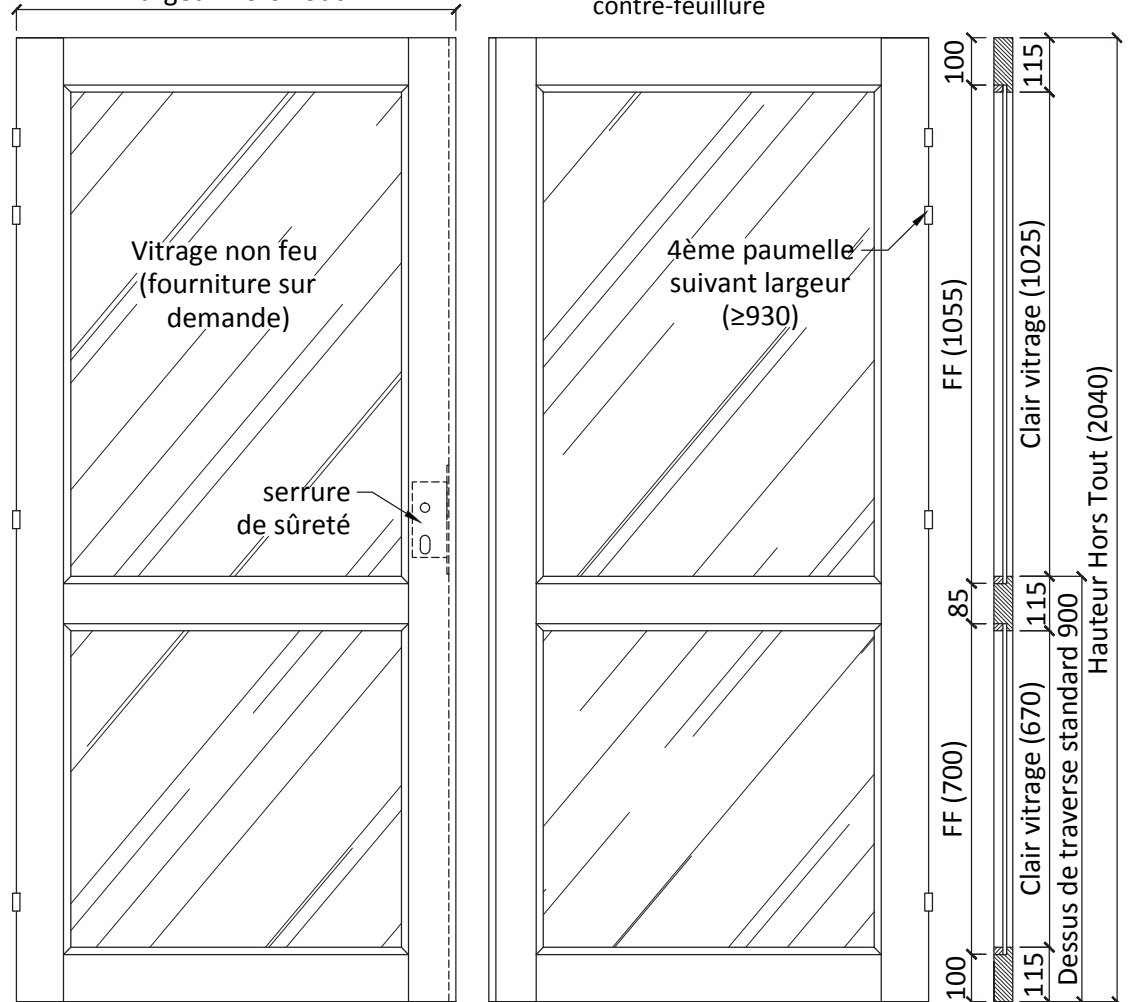 contre-feuillure
Vitrage non feu
(fourniture sur
demande)
serrure
de sûreté
4ème paumelle
suivant largeur
(≥930)
100
FF (1055)
85
FF (700)
100
115
Clair vitrage (1025)
115
Clair vitrage (670)
115
Dessus de traverse standard 900
Hauteur Hors Tout (2040)